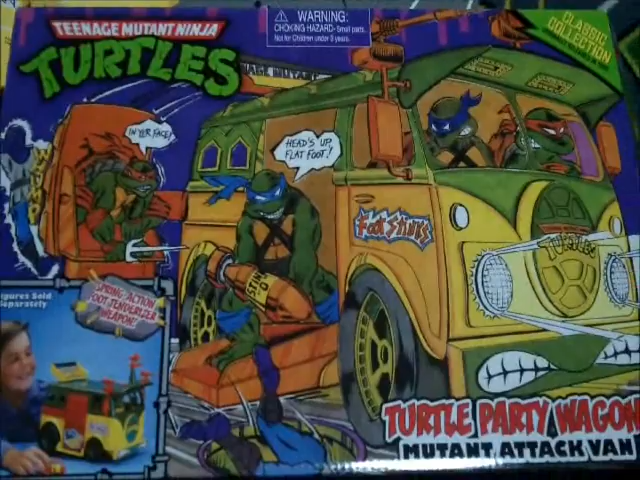 TEENAGE MUTANT NINJA
TURTLES
WARNING:
CHOKING HAZARD-Small parts.
Not for Children under 3 years.
CLASSIC
COLLECTION
IN YER FACE!
HEAD'S UP,
FLAT FOOT!
Foot Stinks
TURTLES
STINK
O
Figures Sold
Separately
SPRING-ACTION
FOOT-TENDERIZER
WEAPON!
TURTLE PARTY WAGON
MUTANT ATTACK VAN